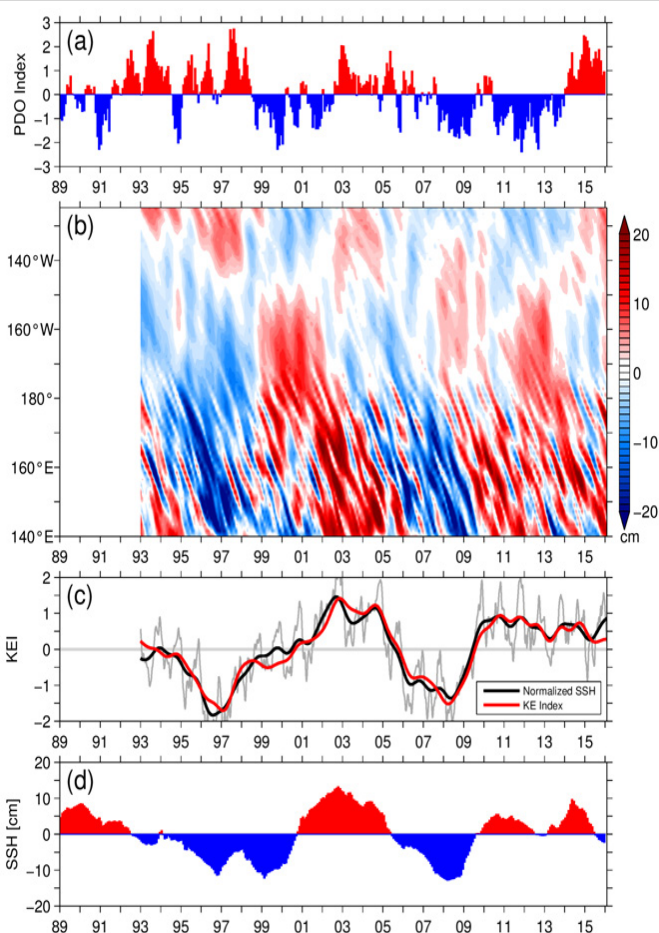 (a)
PDO Index
3
2
1
0
−1
−2
−3
89 91 93 95 97 99 01 03 05 07 09 11 13 15
(b)
140°W
160°W
180°
160°E
140°E
20
10
0
−10
−20
cm
89 91 93 95 97 99 01 03 05 07 09 11 13 15
(c)
KEI
2
1
0
−1
−2
Normalized SSH
KE Index
89 91 93 95 97 99 01 03 05 07 09 11 13 15
(d)
SSH [cm]
20
10
0
−10
−20
89 91 93 95 97 99 01 03 05 07 09 11 13 15